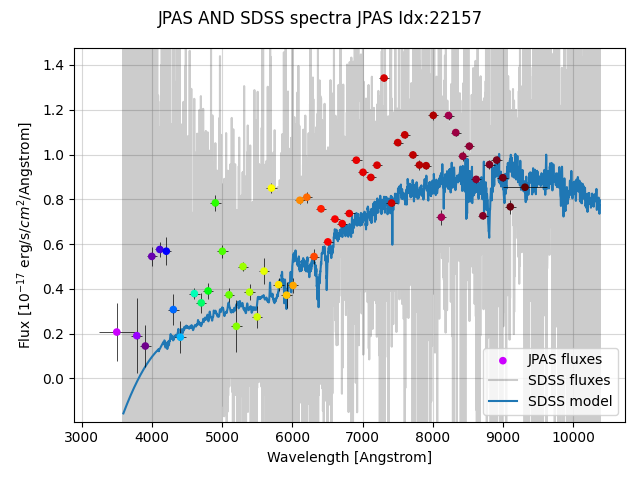 JPAS AND SDSS spectra JPAS Idx:22157
Flux [10⁻¹⁷ erg/s/cm²/Angstrom]
1.4
1.2
1.0
0.8
0.6
0.4
0.2
0.0
JPAS fluxes
SDSS fluxes
SDSS model
3000 4000 5000 6000 7000 8000 9000 10000
Wavelength [Angstrom]